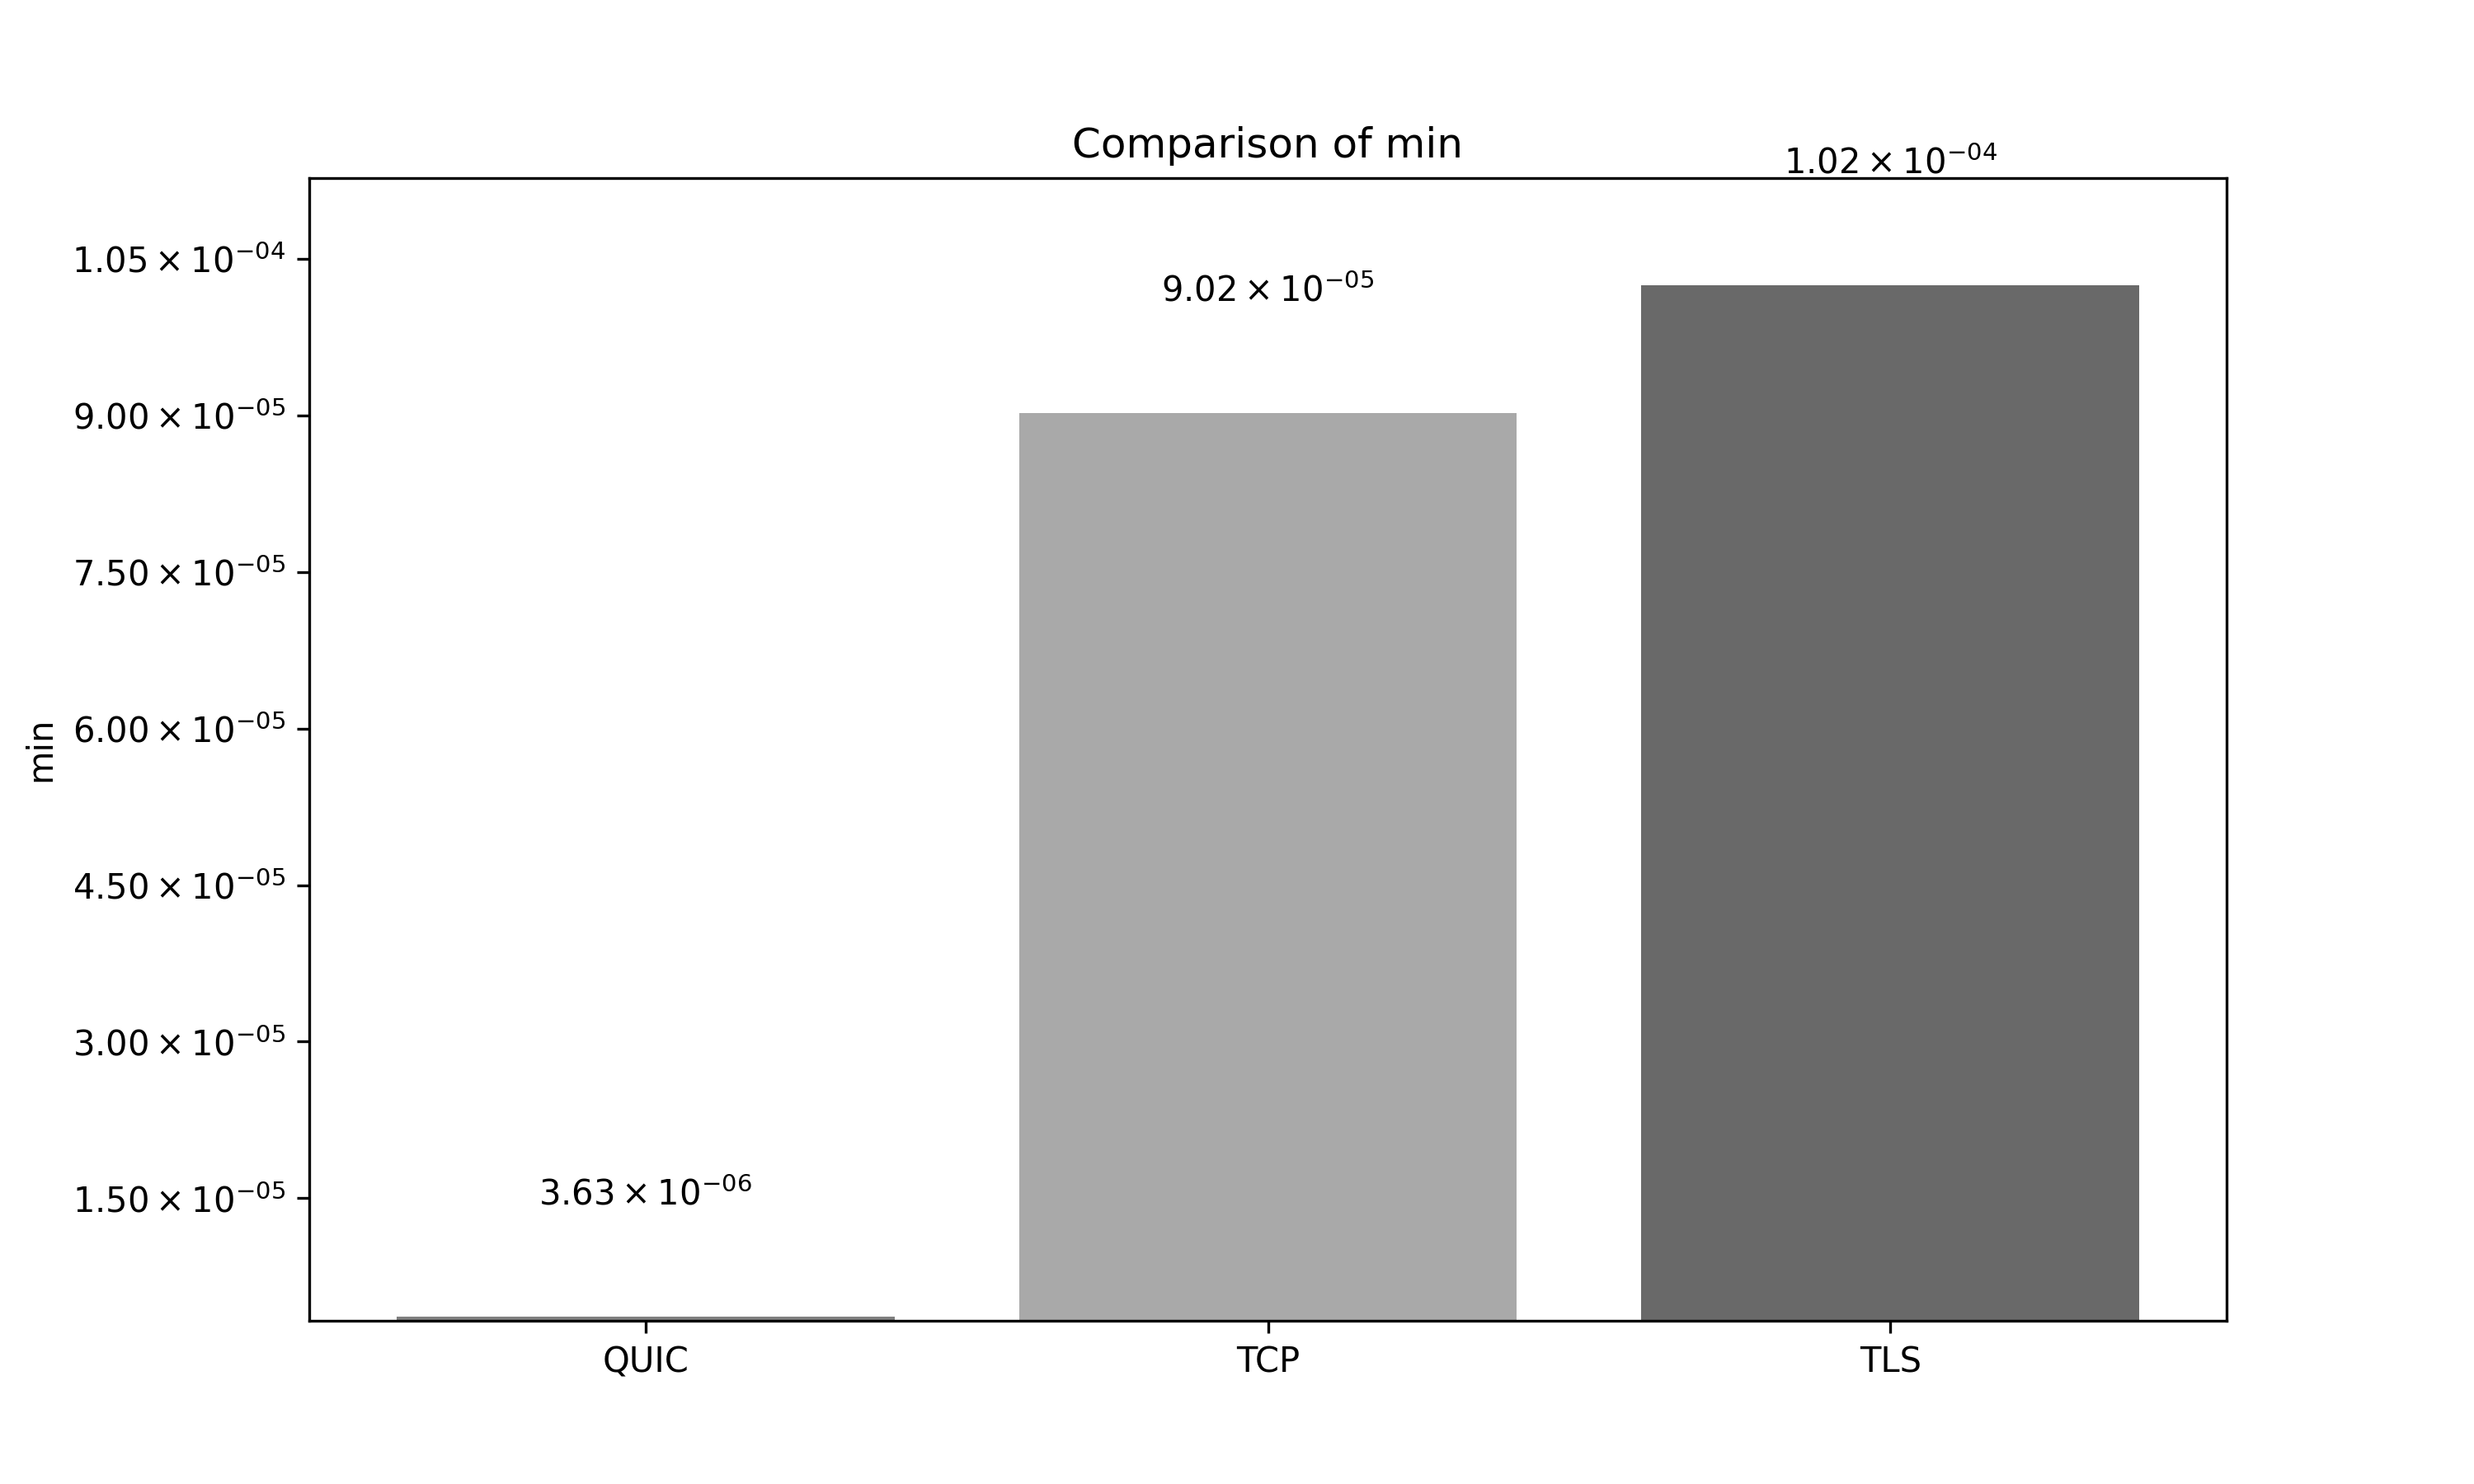 Comparison of min
1.02 × 10⁻⁰⁴
1.05 × 10⁻⁰⁴
9.02 × 10⁻⁰⁵
9.00 × 10⁻⁰⁵
7.50 × 10⁻⁰⁵
6.00 × 10⁻⁰⁵
min
4.50 × 10⁻⁰⁵
3.00 × 10⁻⁰⁵
3.63 × 10⁻⁰⁶
1.50 × 10⁻⁰⁵
QUIC TCP TLS